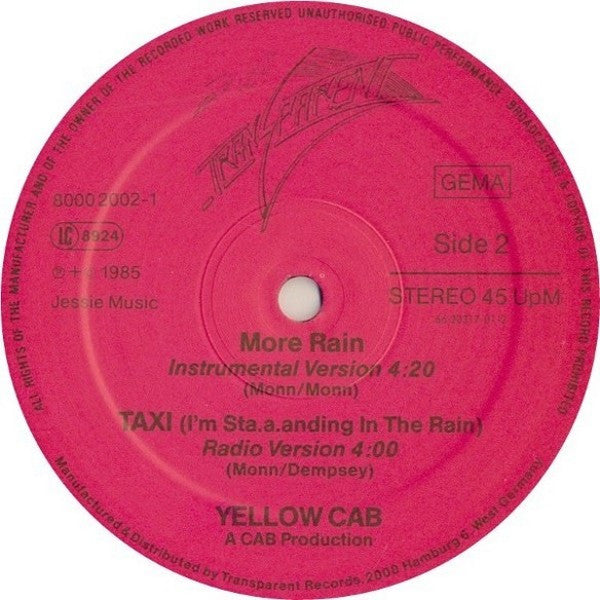 ALL RIGHTS OF THE MANUFACTURER AND OF THE OWNER OF THE RECORDED WORK RESERVED UNAUTHORISED PUBLIC PERFORMANCE BROADCASTING & COPYING OF THIS RECORD PROHIBITED
TRANSPARENT
8000 2002-1
LC 8924
℗ + © 1985
Jessie Music
GEMA
Side 2
STEREO 45 UpM
More Rain
Instrumental Version 4:20
(Monn/Monn)
TAXI (I'm Sta.a.anding In The Rain)
Radio Version 4:00
(Monn/Dempsey)
YELLOW CAB
A CAB Production
Manufactured & Distributed by Transparent Records, 2000 Hamburg 6, West Germany